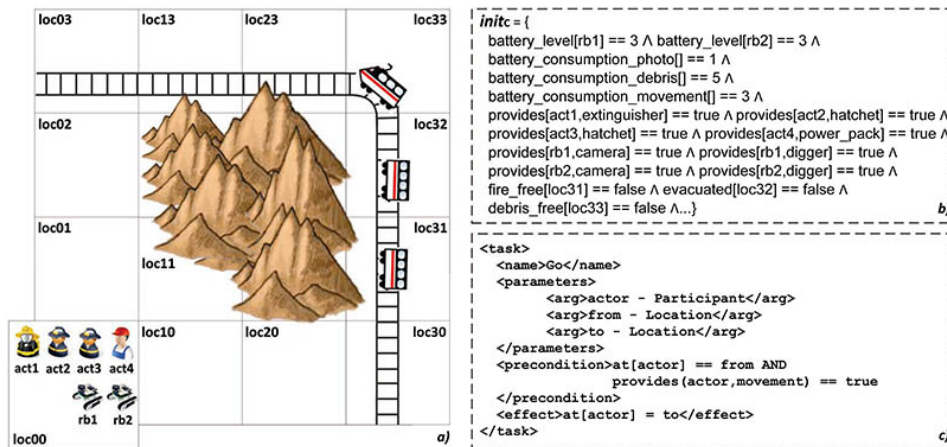 loc03
loc13
loc23
loc33
loc02
loc32
loc01
loc31
loc11
loc10
loc20
loc30
act1 act2 act3 act4
rb1 rb2
loc00
a)
initc = {
battery_level[rb1] == 3 Λ battery_level[rb2] == 3 Λ
battery_consumption_photo[] == 1 Λ
battery_consumption_debris[] == 5 Λ
battery_consumption_movement[] == 3 Λ
provides[act1,extinguisher] == true Λ provides[act2,hatchet] == true Λ
provides[act3,hatchet] == true Λ provides[act4,power_pack] == true Λ
provides[rb1,camera] == true Λ provides[rb1,digger] == true Λ
provides[rb2,camera] == true Λ provides[rb2,digger] == true Λ
fire_free[loc31] == false Λ evacuated[loc32] == false Λ
debris_free[loc33] == false Λ...}
b)
<task>
<name>Go</name>
<parameters>
<arg>actor - Participant</arg>
<arg>from - Location</arg>
<arg>to - Location</arg>
</parameters>
<precondition>at[actor] == from AND
provides(actor,movement) == true
</precondition>
<effect>at[actor] = to</effect>
</task>
c)